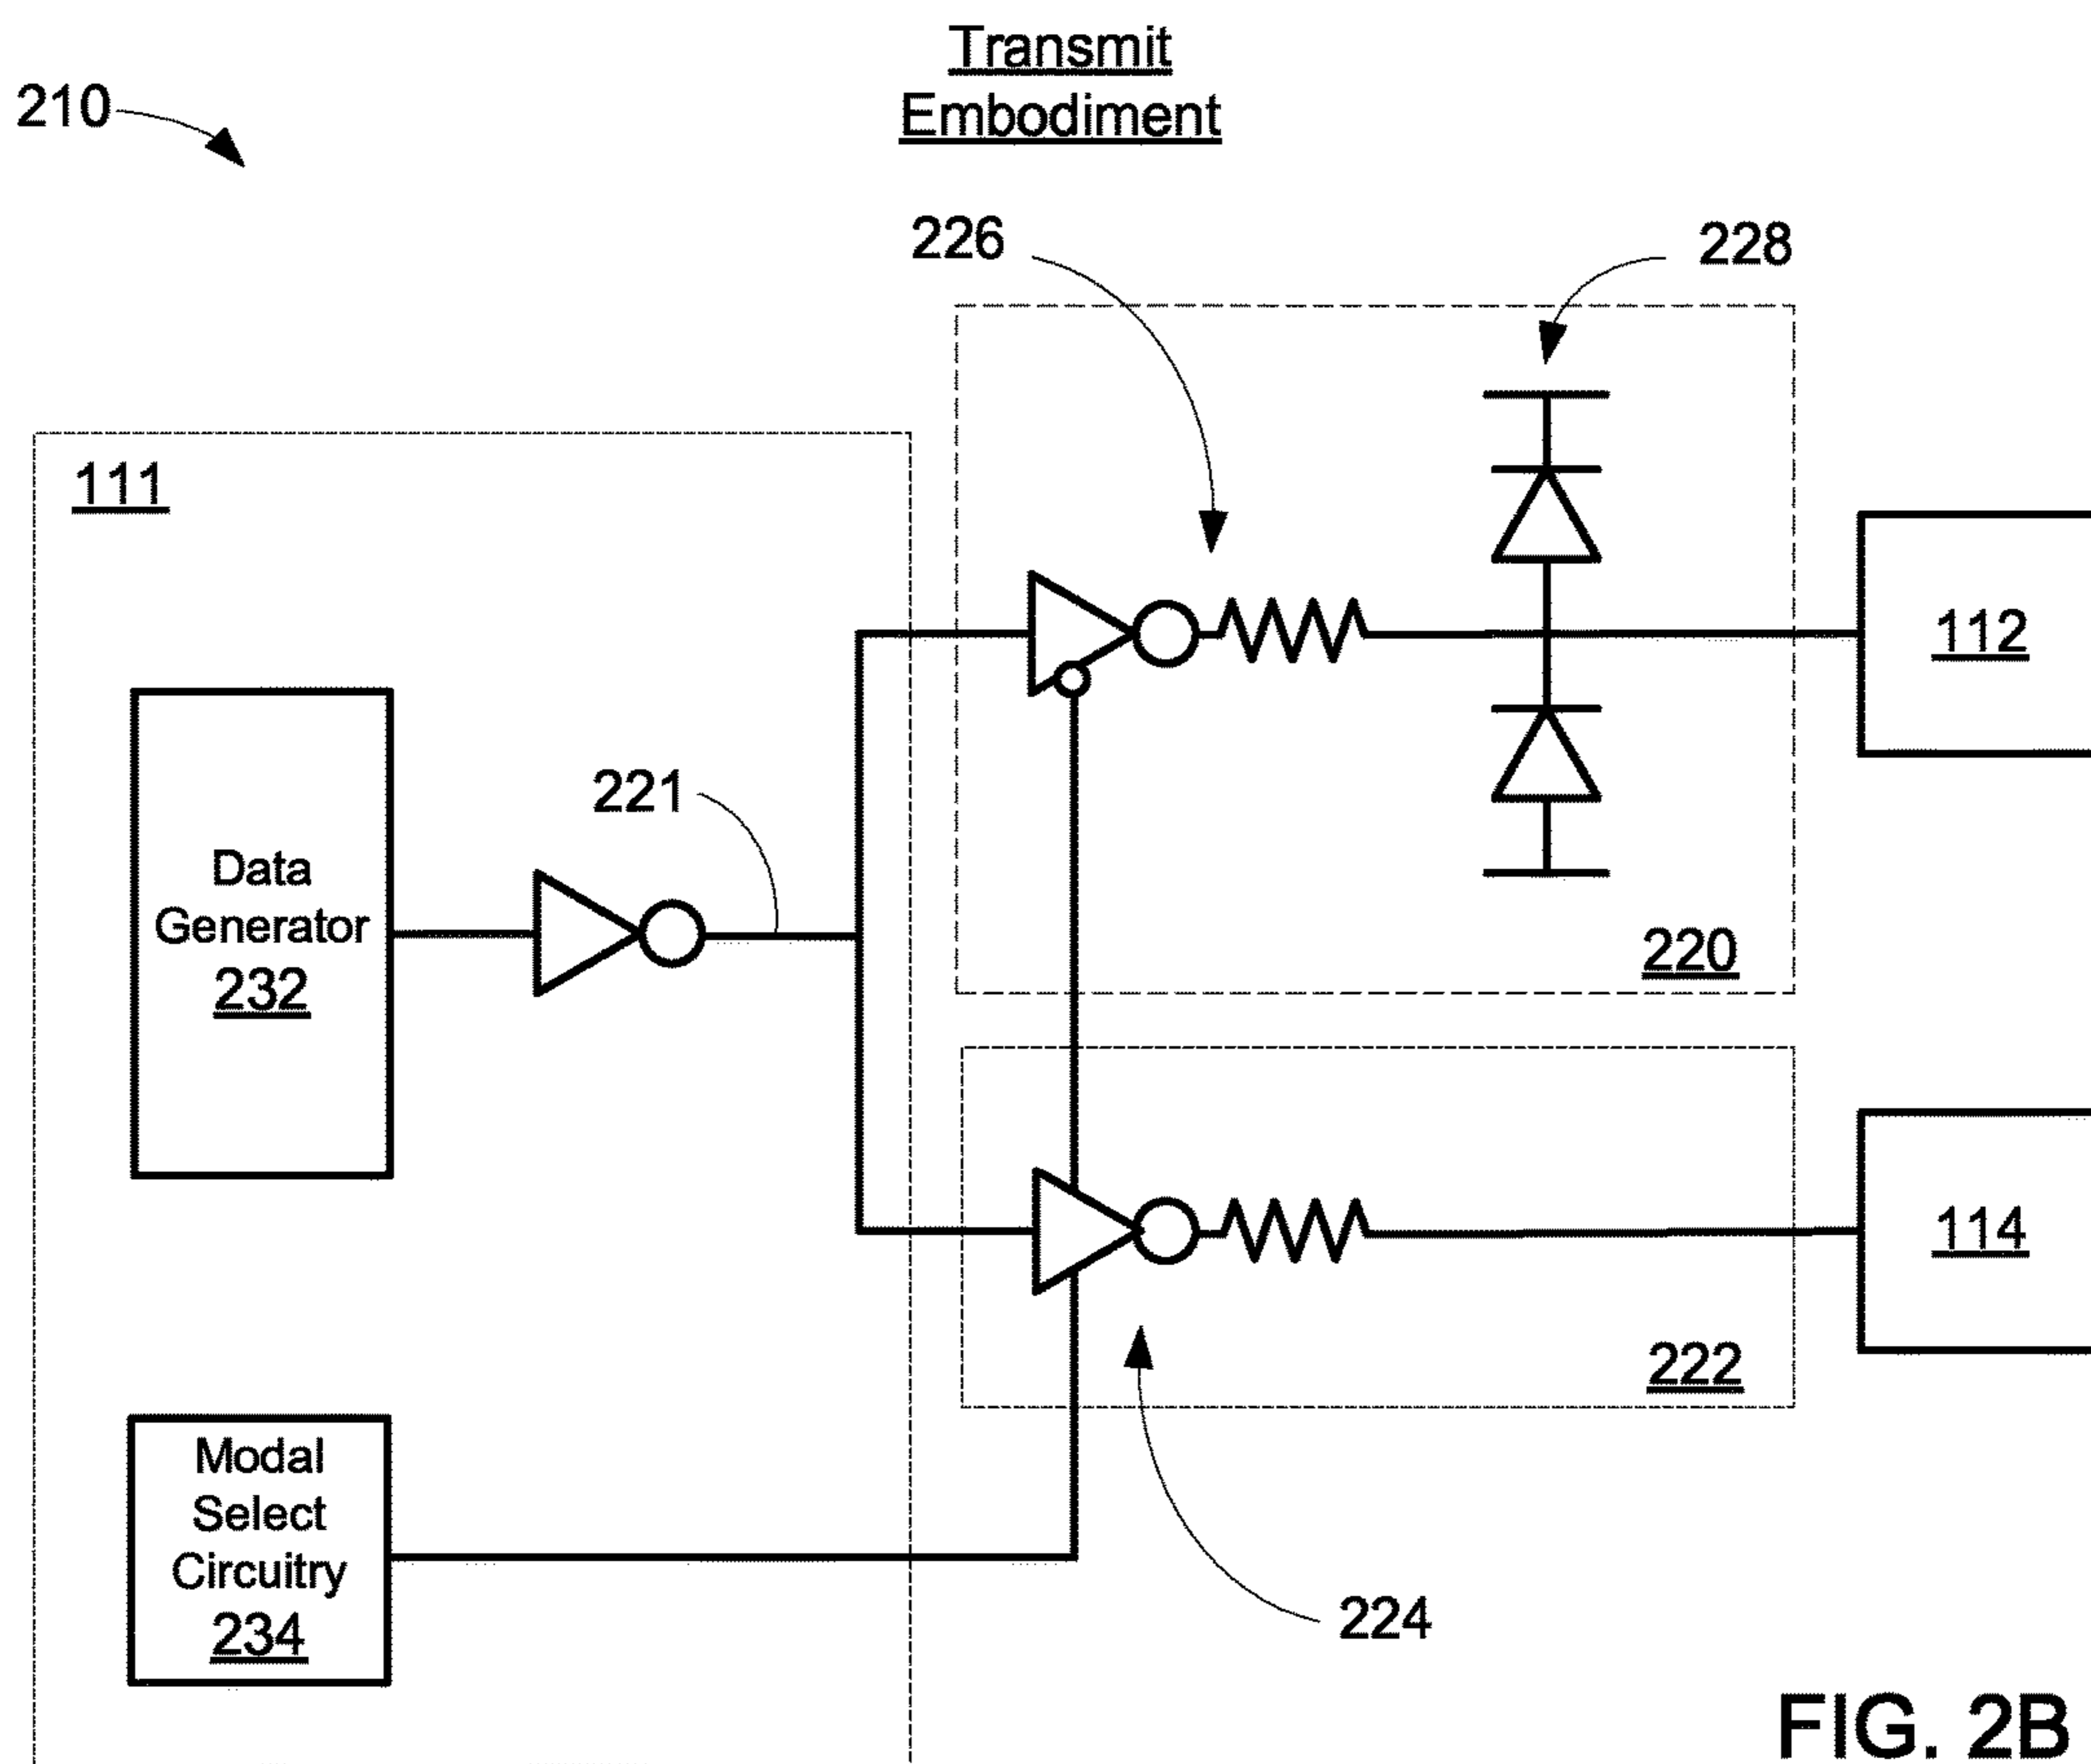 Transmit
Embodiment
210
226
228
111
112
221
Data
Generator
232
220
114
222
Modal
Select
Circuitry
234
224
FIG. 2B